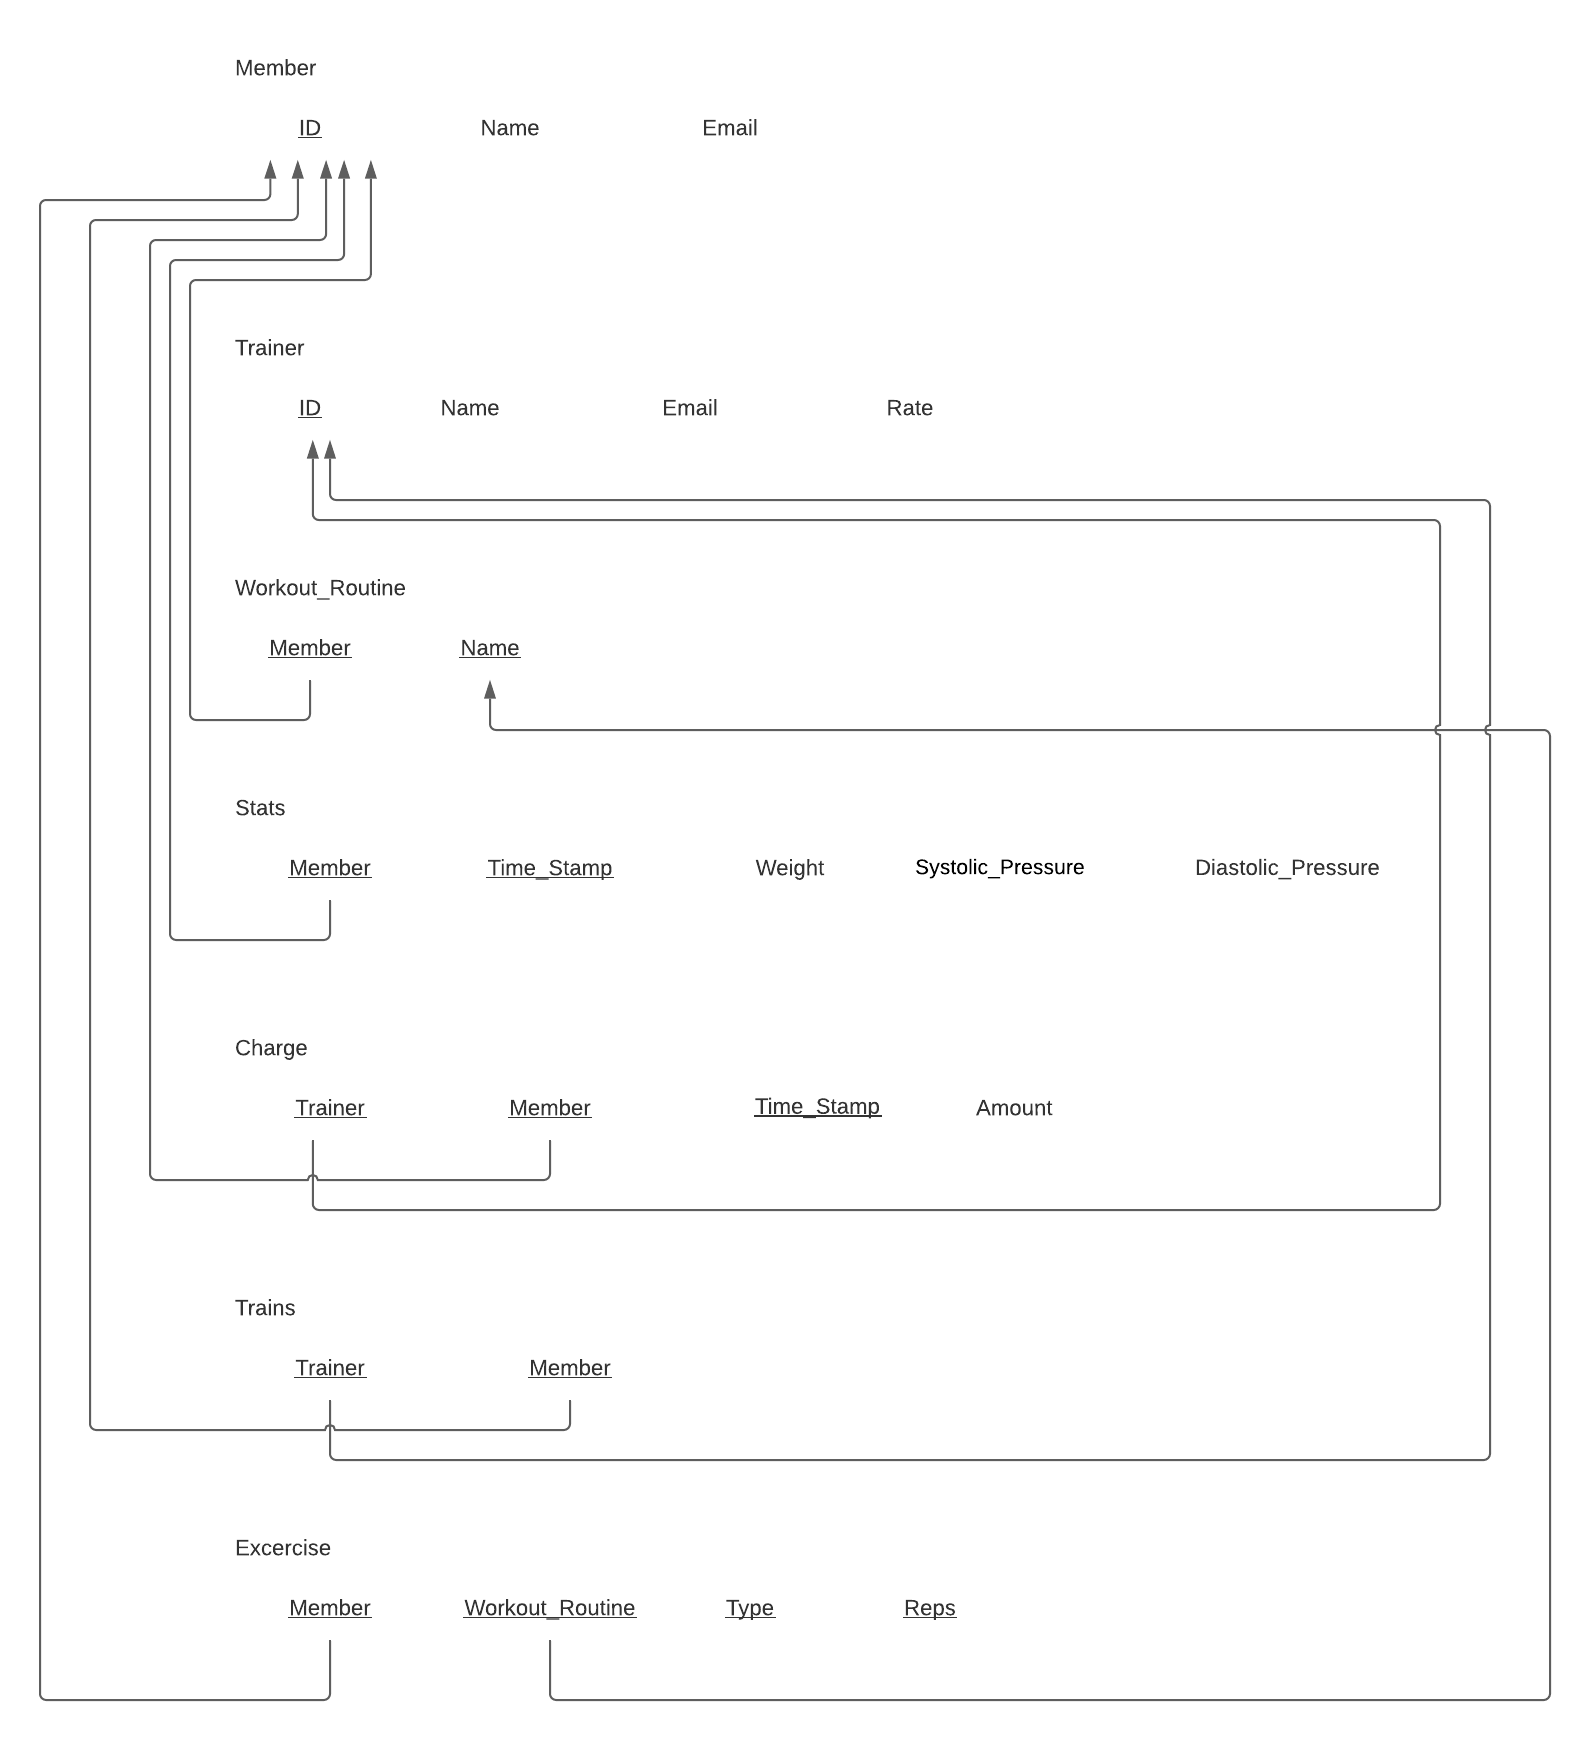 Member
ID Name Email
Trainer
ID Name Email Rate
Workout_Routine
Member Name
Stats
Member Time_Stamp Weight Systolic_Pressure Diastolic_Pressure
Charge
Trainer Member Time_Stamp Amount
Trains
Trainer Member
Excercise
Member Workout_Routine Type Reps